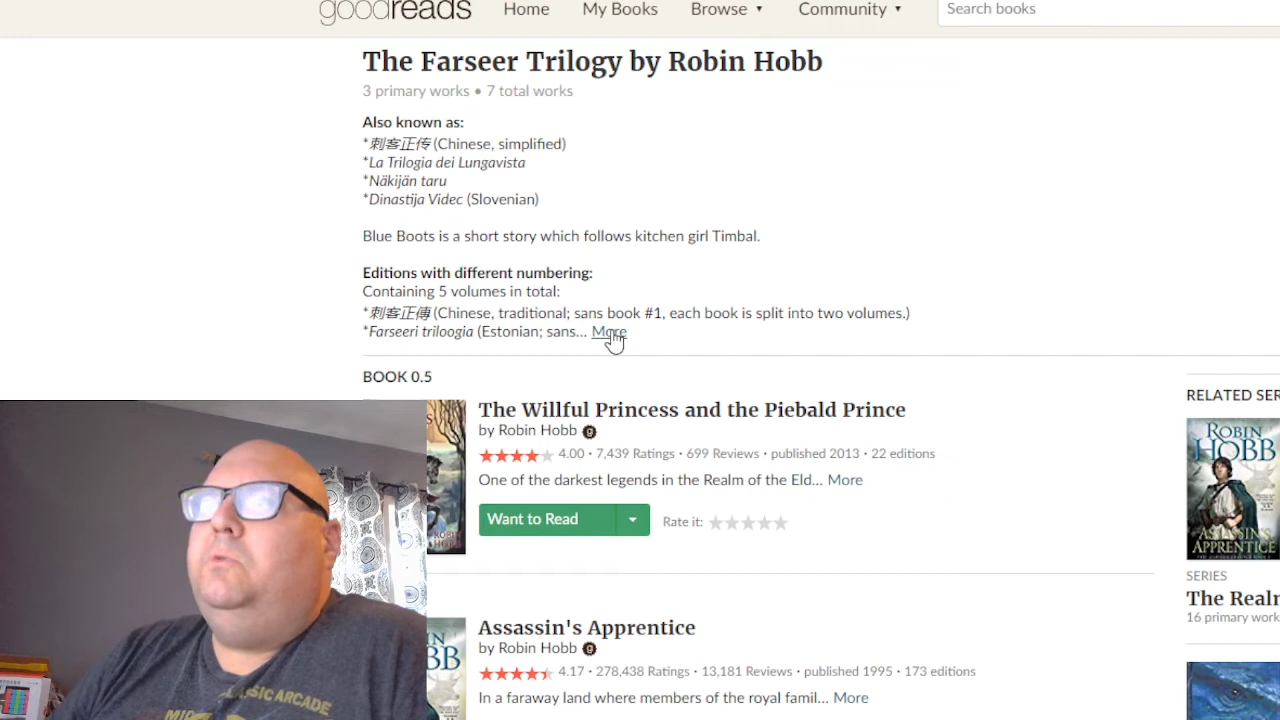 goodreads Home My Books Browse ▼ Community ▼ Search books
The Farseer Trilogy by Robin Hobb
3 primary works • 7 total works
Also known as:
*刺客正传 (Chinese, simplified)
*La Trilogia dei Lungavista
*Näkijän taru
*Dinastija Videc (Slovenian)
Blue Boots is a short story which follows kitchen girl Timbal.
Editions with different numbering:
Containing 5 volumes in total:
*刺客正傳 (Chinese, traditional; sans book #1, each book is split into two volumes.)
*Farseeri triloogia (Estonian; sans... More
BOOK 0.5
The Willful Princess and the Piebald Prince
by Robin Hobb
4.00 · 7,439 Ratings · 699 Reviews · published 2013 · 22 editions
One of the darkest legends in the Realm of the Eld... More
Want to Read
Rate it:
Assassin's Apprentice
by Robin Hobb
4.17 · 278,438 Ratings · 13,181 Reviews · published 1995 · 173 editions
In a faraway land where members of the royal famil... More
RELATED SER
ROBIN
HOBB
ASSASSIN'S
APPRENTICE
SERIES
The Realm
16 primary work
CLASSIC ARCADE